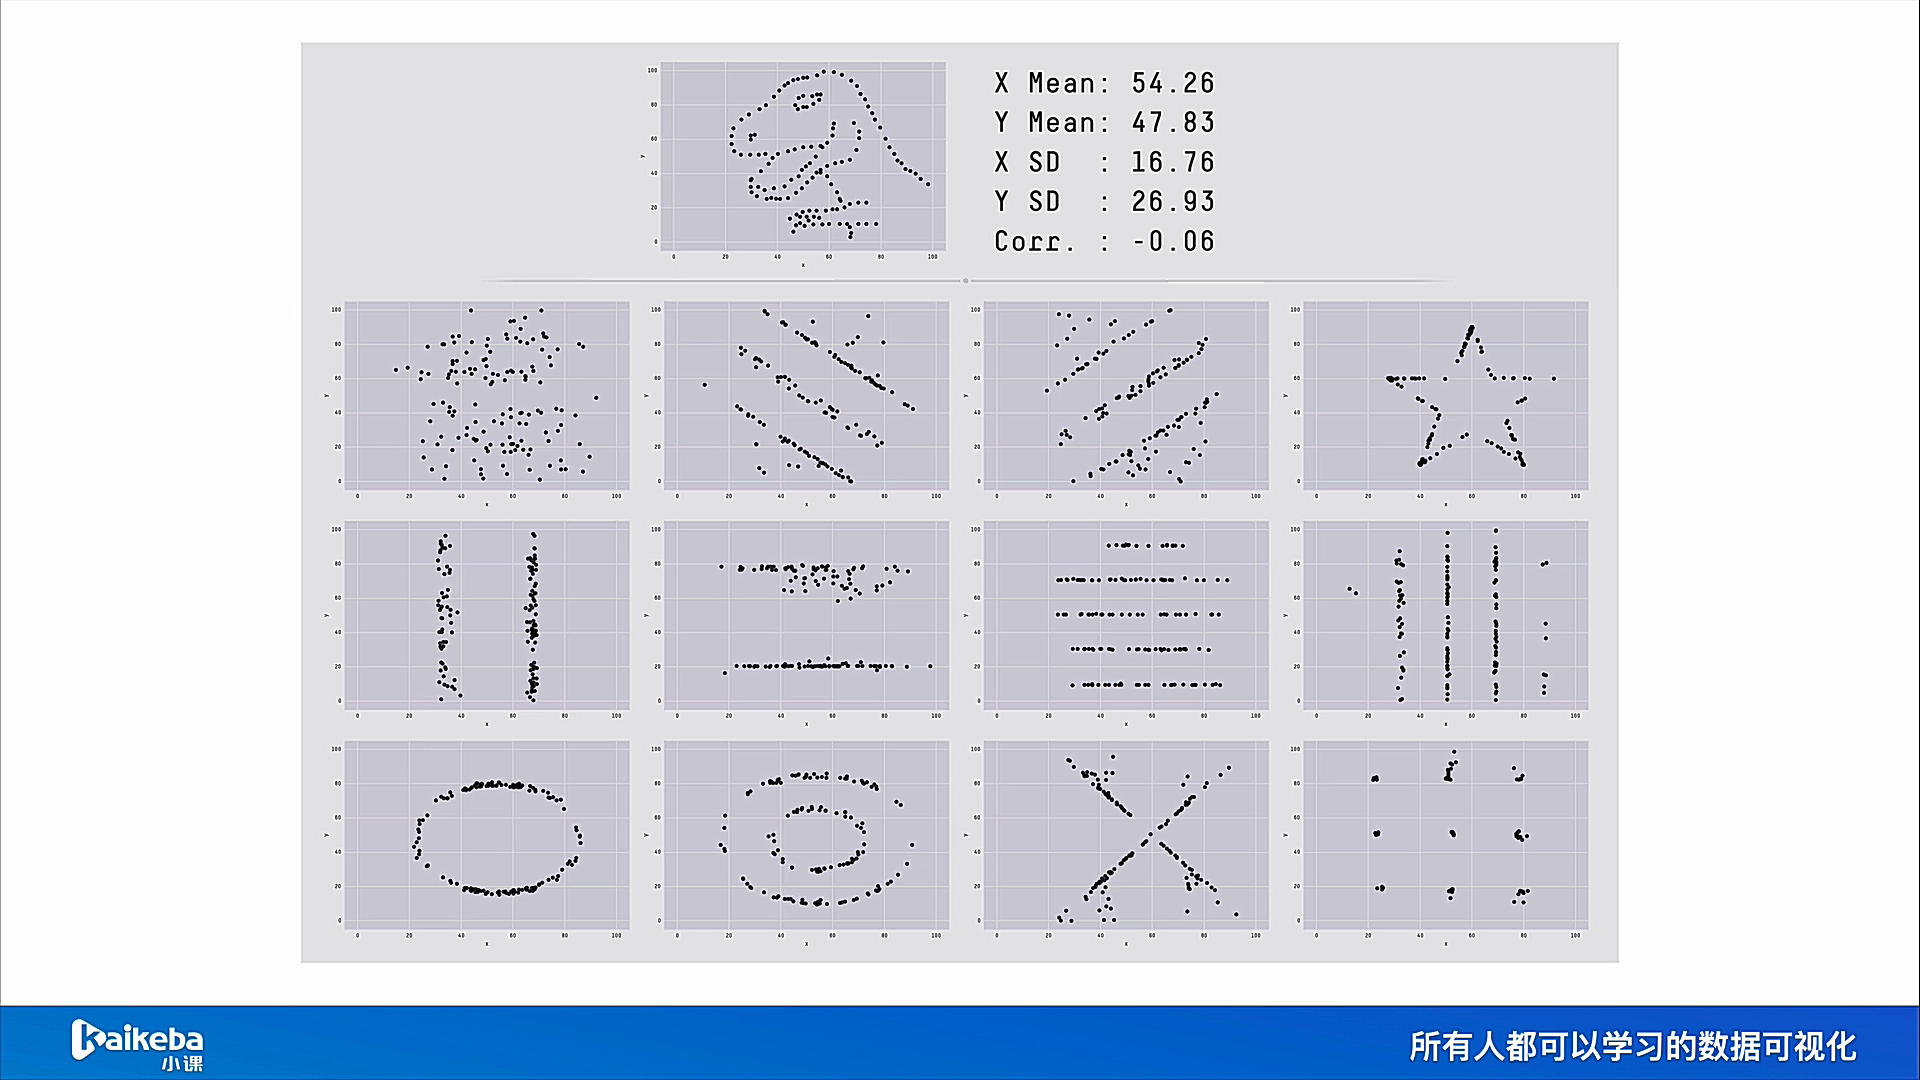 X Mean: 54.26
Y Mean: 47.83
X SD : 16.76
Y SD : 26.93
Corr. : -0.06
Kaikeba
小课
所有人都可以学习的数据可视化